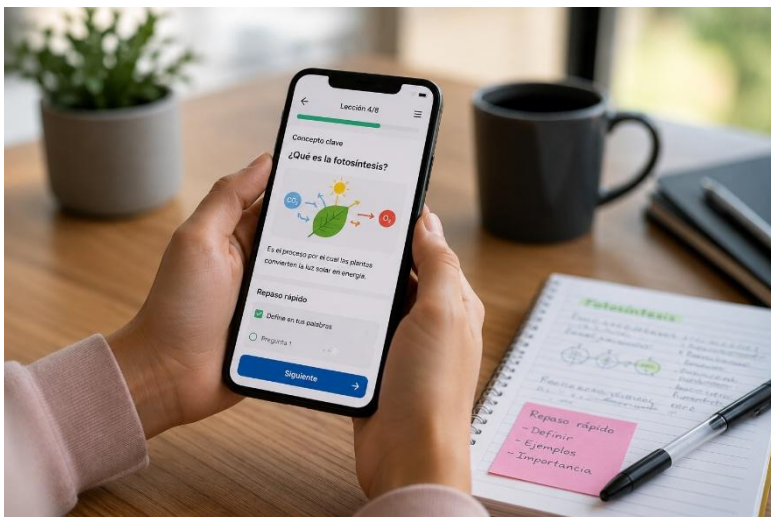 Lección 4/8
Concepto clave
¿Qué es la fotosíntesis?
CO₂
O₂
Es el proceso por el cual las plantas
convierten la luz solar en energía.
Repaso rápido
Define en tus palabras
Pregunta 1
Siguiente
Fotosíntesis
Repaso rápido
- Definir
- Ejemplos
- Importancia